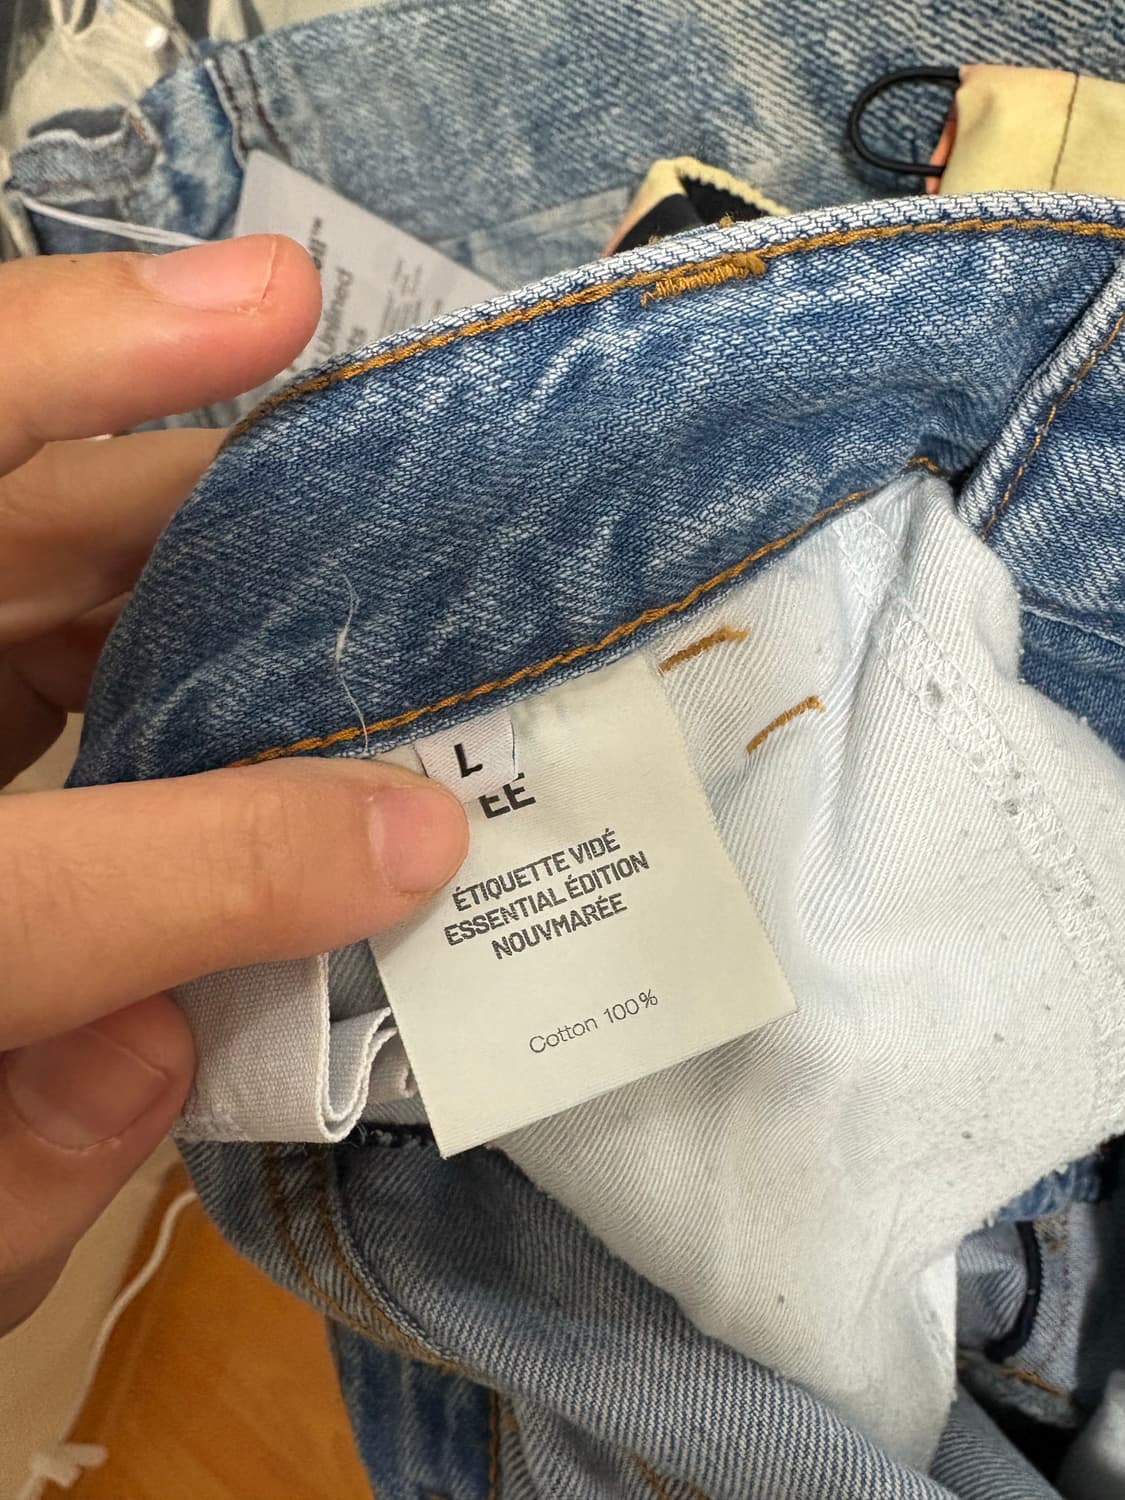 L
EE
ÉTIQUETTE VIDÉ
ESSENTIAL ÉDITION
NOUVMARÉE
Cotton 100%